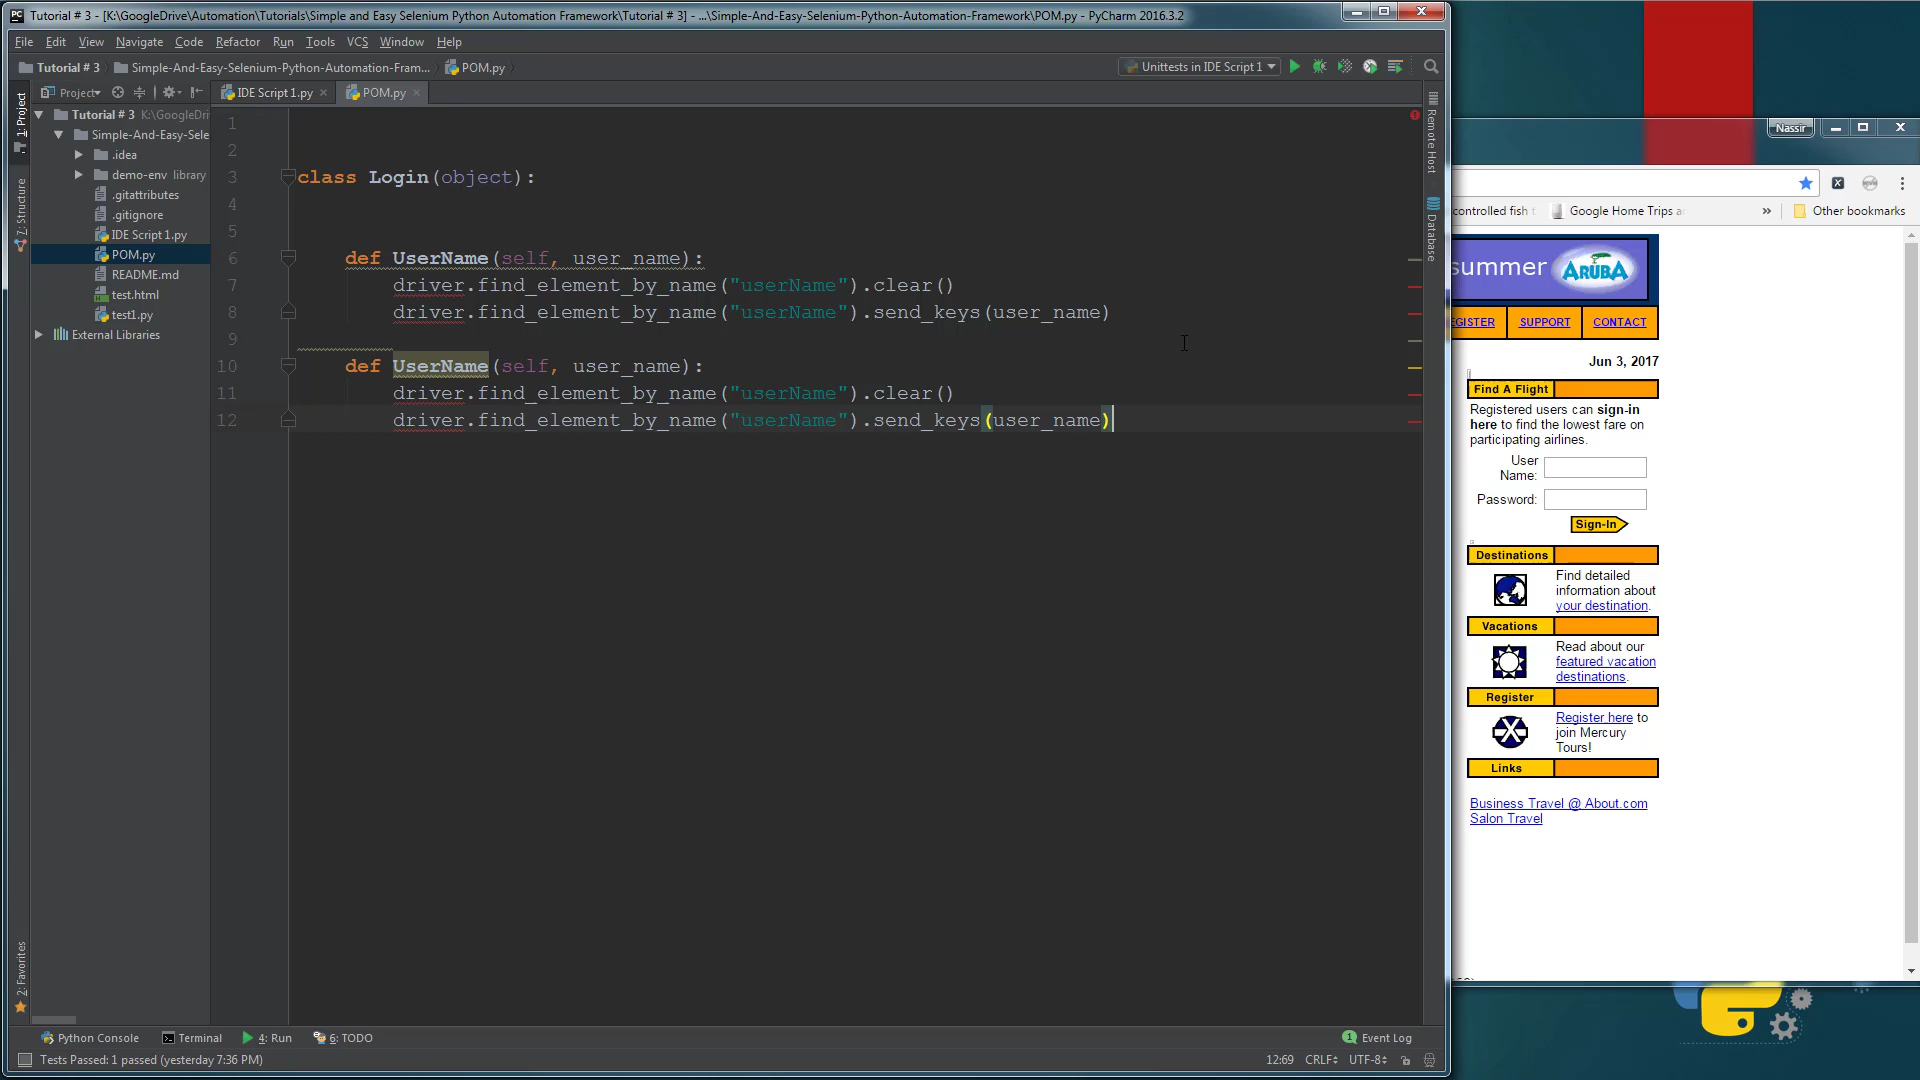 Tutorial # 3 - [K:\GoogleDrive\Automation\Tutorials\Simple and Easy Selenium Python Automation Framework\Tutorial # 3] - ...\Simple-And-Easy-Selenium-Python-Automation-Framework\POM.py - PyCharm 2016.3.2
File Edit View Navigate Code Refactor Run Tools VCS Window Help
Tutorial # 3 Simple-And-Easy-Selenium-Python-Automation-Fram... POM.py Unittests in IDE Script 1
Project IDE Script 1.py POM.py
1: Project
7: Structure
2: Favorites
Tutorial # 3 K:\GoogleDri
Simple-And-Easy-Sele
.idea
demo-env library
.gitattributes
.gitignore
IDE Script 1.py
POM.py
README.md
test.html
test1.py
External Libraries
1
2
3 class Login(object):
4
5
6 def UserName(self, user_name):
7 driver.find_element_by_name("userName").clear()
8 driver.find_element_by_name("userName").send_keys(user_name)
9
10 def UserName(self, user_name):
11 driver.find_element_by_name("userName").clear()
12 driver.find_element_by_name("userName").send_keys(user_name)
Remote Host
Database
Python Console Terminal 4: Run 6: TODO 1 Event Log
Tests Passed: 1 passed (yesterday 7:36 PM) 12:69 CRLF UTF-8
Nassir
controlled fish Google Home Trips » Other bookmarks
summer ARUBA
GISTER SUPPORT CONTACT
Jun 3, 2017
Find A Flight
Registered users can sign-in
here to find the lowest fare on
participating airlines.
User
Name:
Password:
Sign-In
Destinations
Find detailed
information about
your destination.
Vacations
Read about our
featured vacation
destinations.
Register
Register here to
join Mercury
Tours!
Links
Business Travel @ About.com
Salon Travel